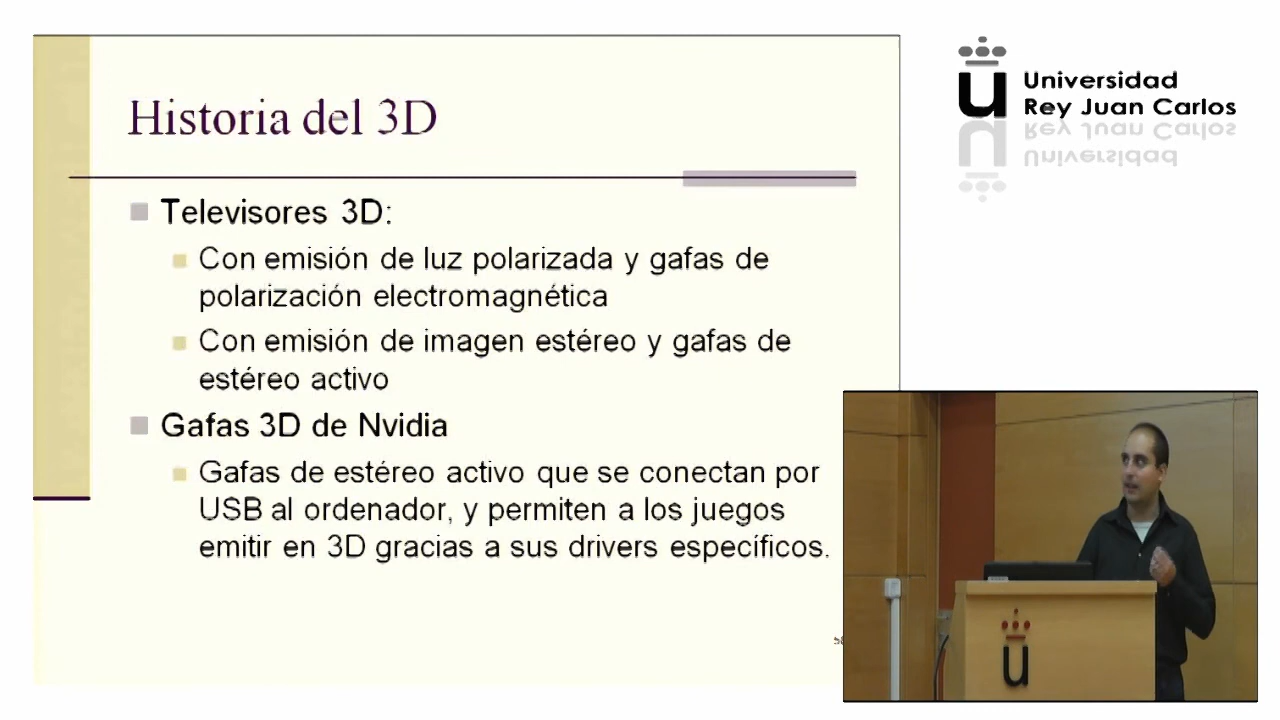 Historia del 3D
Televisores 3D:
Con emisión de luz polarizada y gafas de
polarización electromagnética
Con emisión de imagen estéreo y gafas de
estéreo activo
Gafas 3D de Nvidia
Gafas de estéreo activo que se conectan por
USB al ordenador, y permiten a los juegos
emitir en 3D gracias a sus drivers específicos.
u
Universidad
Rey Juan Carlos
u